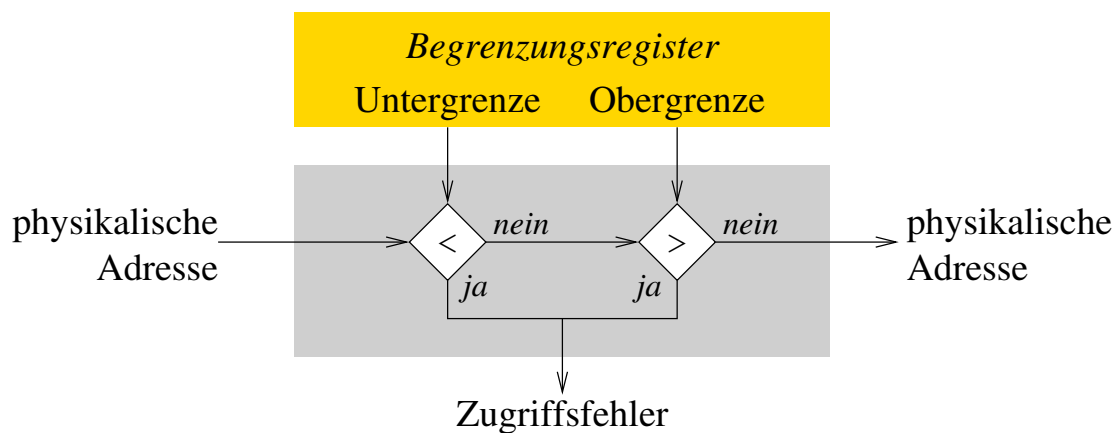 Begrenzungsregister
Untergrenze Obergrenze
physikalische
Adresse
< nein > nein
ja ja
physikalische
Adresse
Zugriffsfehler